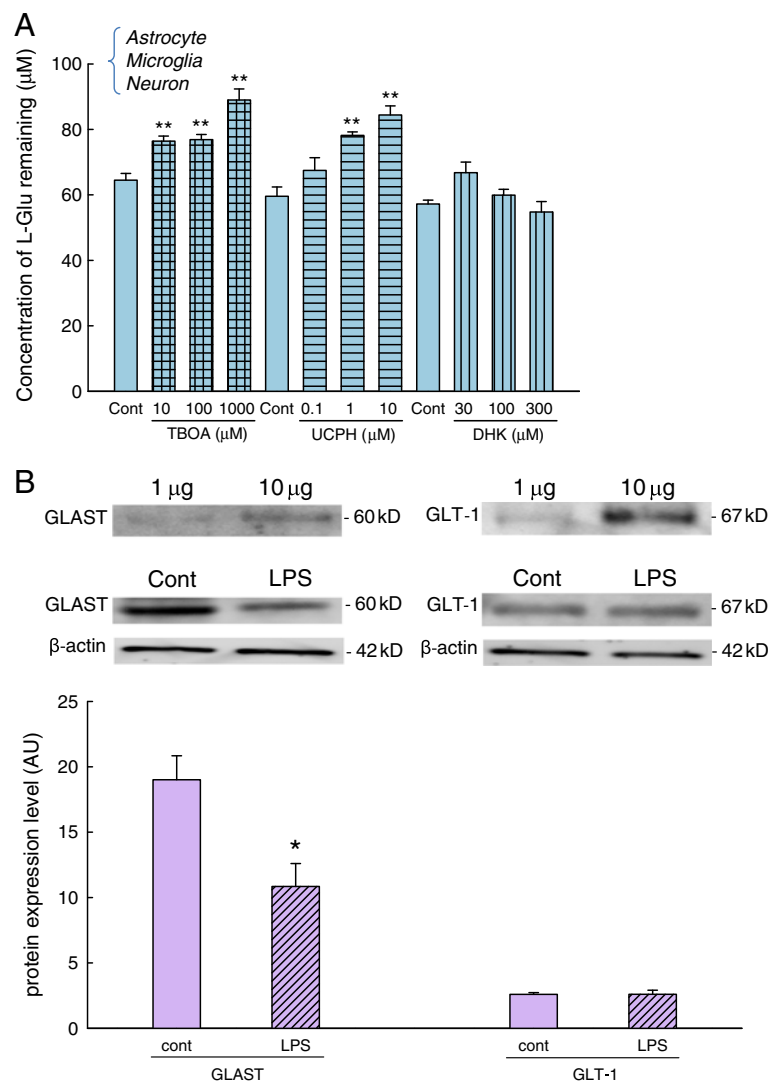 A
Astrocyte
Microglia
Neuron
Concentration of L-Glu remaining (μM)
100
80
60
40
20
0
** ** ** ** **
Cont 10 100 1000 Cont 0.1 1 10 Cont 30 100 300
TBOA (μM) UCPH (μM) DHK (μM)
B
1 μg 10 μg 1 μg 10 μg
GLAST - 60 kD GLT-1 - 67 kD
Cont LPS Cont LPS
GLAST - 60 kD GLT-1 - 67 kD
β-actin - 42 kD β-actin - 42 kD
protein expression level (AU)
25
20
15
10
5
0
*
cont LPS cont LPS
GLAST GLT-1